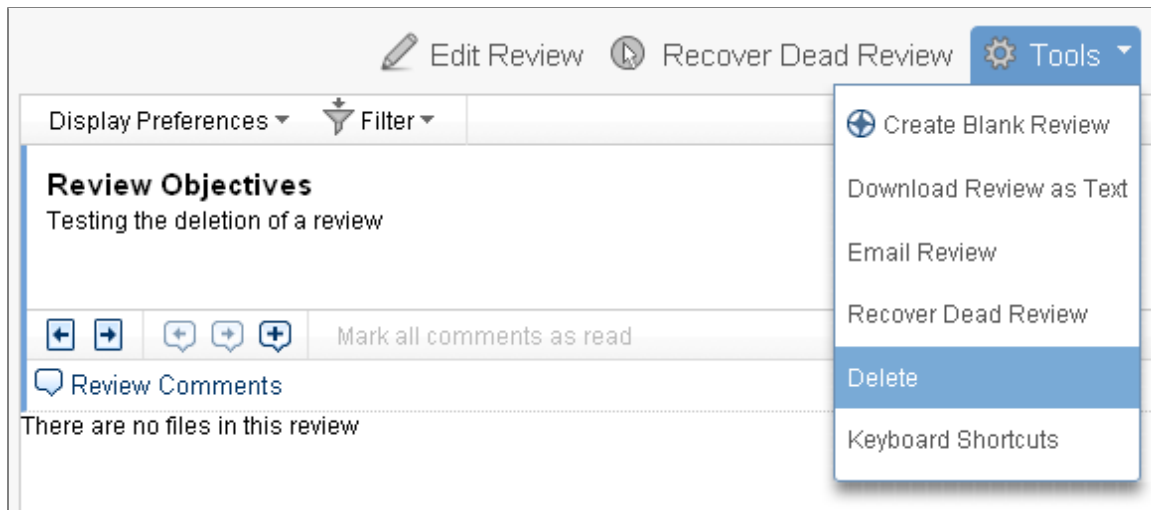 Edit Review Recover Dead Review Tools
Display Preferences Filter
Create Blank Review
Download Review as Text
Email Review
Recover Dead Review
Delete
Keyboard Shortcuts
Review Objectives
Testing the deletion of a review
Mark all comments as read
Review Comments
There are no files in this review